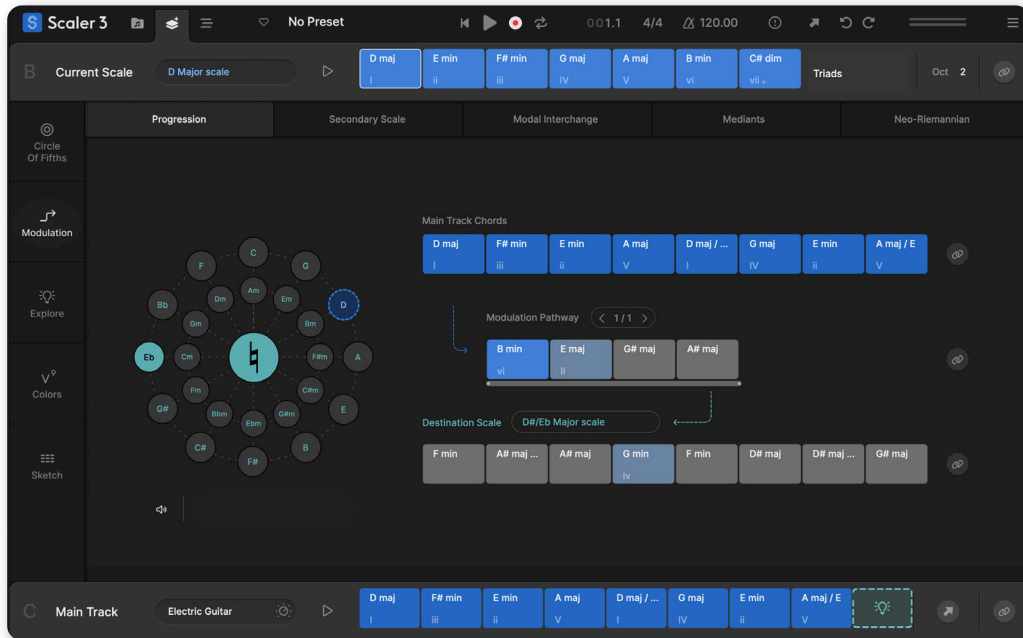 S Scaler 3 No Preset 001.1 4/4 120.00
B Current Scale D Major scale D maj E min F# min G maj A maj B min C# dim Triads Oct 2
I ii iii IV V vi vii °
Progression Secondary Scale Modal Interchange Mediants Neo-Riemannian
Circle
Of Fifths
Modulation
Explore
V⁹
Colors
Sketch
C
F G
Am
Dm Em
Bb D
Gm Bm
Eb Cm F#m A
Fm C#m
G# E
Bbm G#m
Ebm
C# B
F#
Main Track Chords
D maj F# min E min A maj D maj / ... G maj E min A maj / E
I iii ii V I IV ii V
Modulation Pathway < 1 / 1 >
B min E maj G# maj A# maj
vi II
Destination Scale D#/Eb Major scale
F min A# maj ... A# maj G min F min D# maj D# maj ... G# maj
iv
C Main Track Electric Guitar D maj F# min E min A maj D maj / ... G maj E min A maj / E
I iii ii V I IV ii V